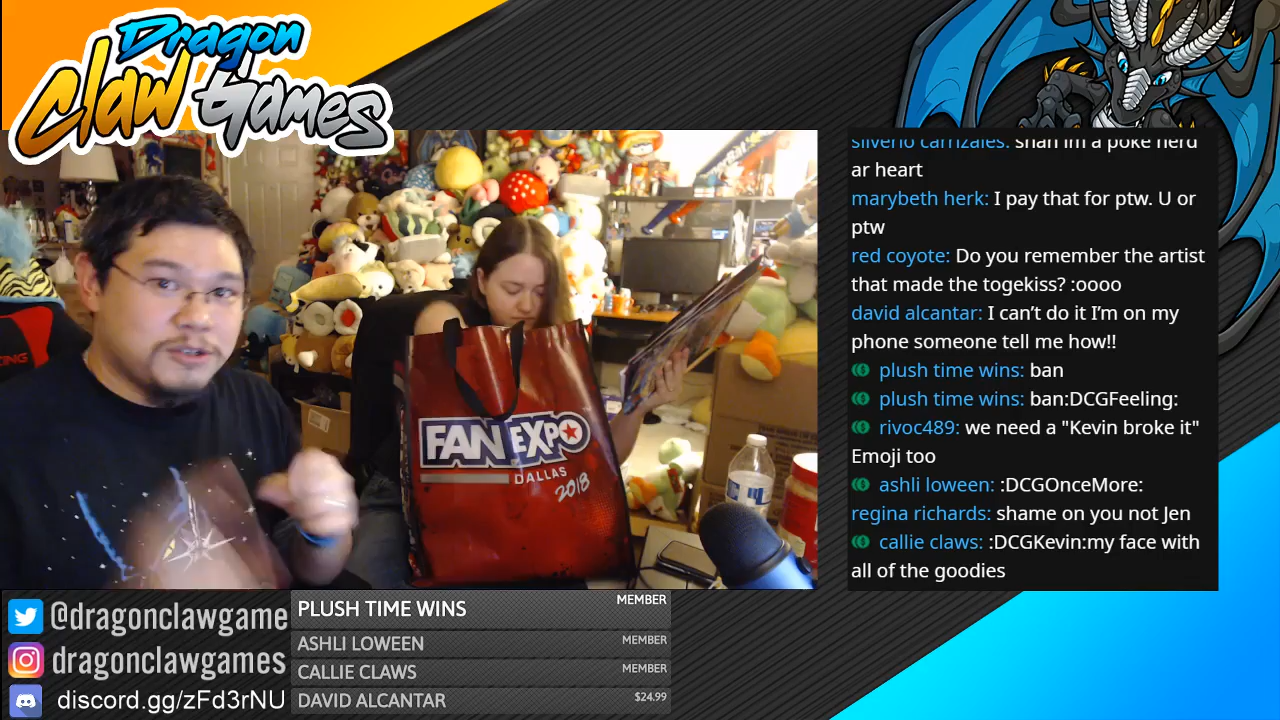 Dragon
Claw Games
FAN EXPO
DALLAS
2018
silverio carrizales: shah im a poke nerd
ar heart
marybeth herk: I pay that for ptw. U or
ptw
red coyote: Do you remember the artist
that made the togekiss? :oooo
david alcantar: I can’t do it I’m on my
phone someone tell me how!!
plush time wins: ban
plush time wins: ban:DCGFeeling:
rivoc489: we need a "Kevin broke it"
Emoji too
ashli loween: :DCGOnceMore:
regina richards: shame on you not Jen
callie claws: :DCGKevin:my face with
all of the goodies
@dragonclawgame
dragonclawgames
discord.gg/zFd3rNU
PLUSH TIME WINS MEMBER
ASHLI LOWEEN MEMBER
CALLIE CLAWS MEMBER
DAVID ALCANTAR $24.99